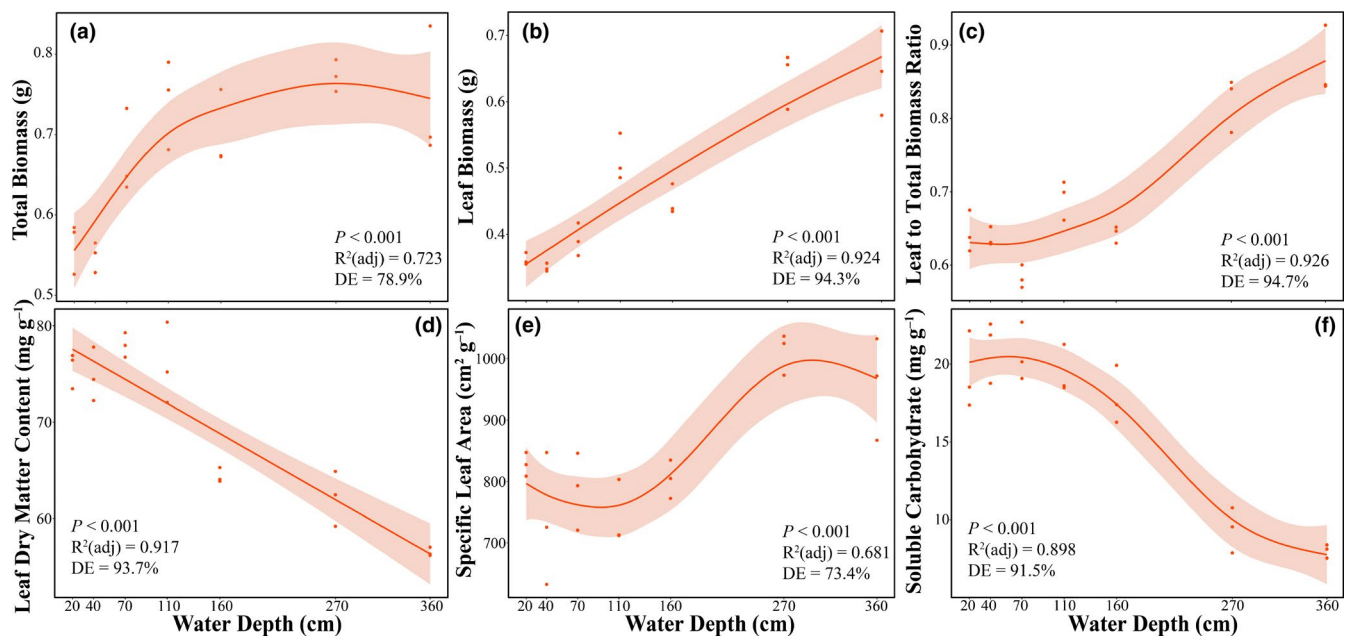 (a)
Total Biomass (g)
0.8
0.7
0.6
0.5
P < 0.001
R²(adj) = 0.723
DE = 78.9%
(b)
Leaf Biomass (g)
0.7
0.6
0.5
0.4
P < 0.001
R²(adj) = 0.924
DE = 94.3%
(c)
Leaf to Total Biomass Ratio
0.9
0.8
0.7
0.6
P < 0.001
R²(adj) = 0.926
DE = 94.7%
(d)
Leaf Dry Matter Content (mg g⁻¹)
80
70
60
P < 0.001
R²(adj) = 0.917
DE = 93.7%
20 40 70 110 160 270 360
Water Depth (cm)
(e)
Specific Leaf Area (cm² g⁻¹)
1000
900
800
700
P < 0.001
R²(adj) = 0.681
DE = 73.4%
20 40 70 110 160 270 360
Water Depth (cm)
(f)
Soluble Carbohydrate (mg g⁻¹)
20
15
10
P < 0.001
R²(adj) = 0.898
DE = 91.5%
20 40 70 110 160 270 360
Water Depth (cm)